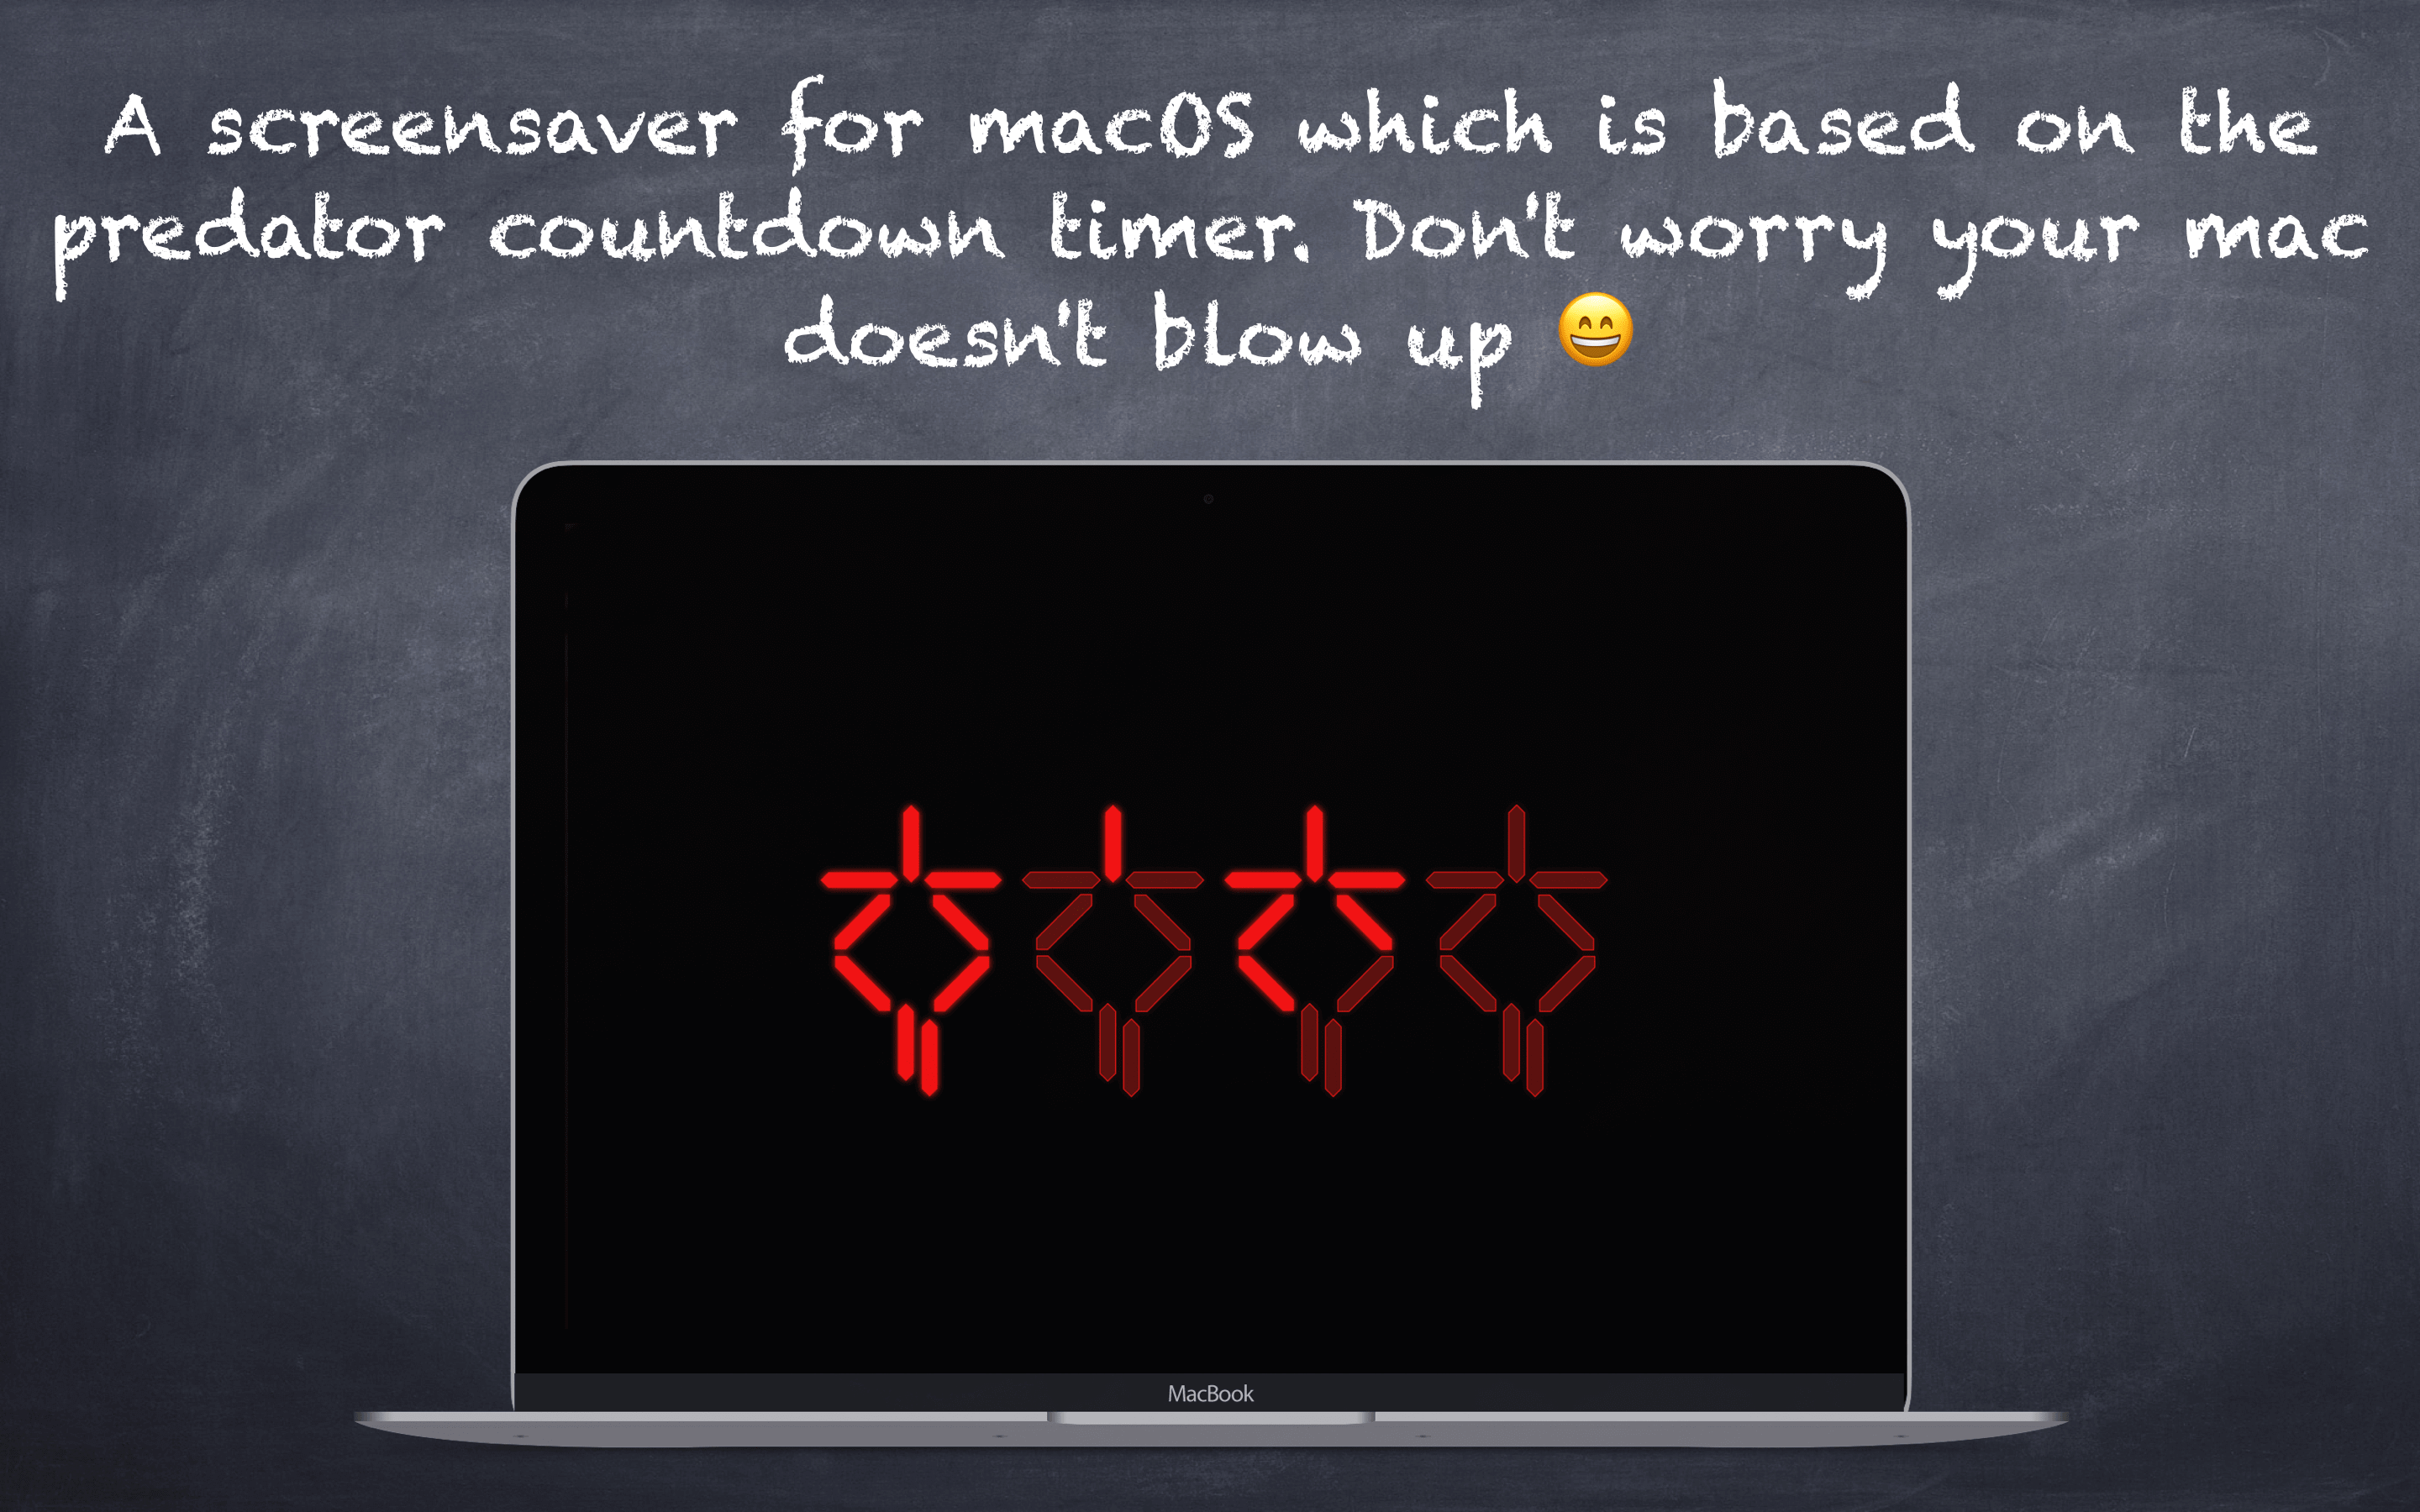 A screensaver for macOS which is based on the
predator countdown timer. Don't worry your mac
doesn't blow up 😄
MacBook